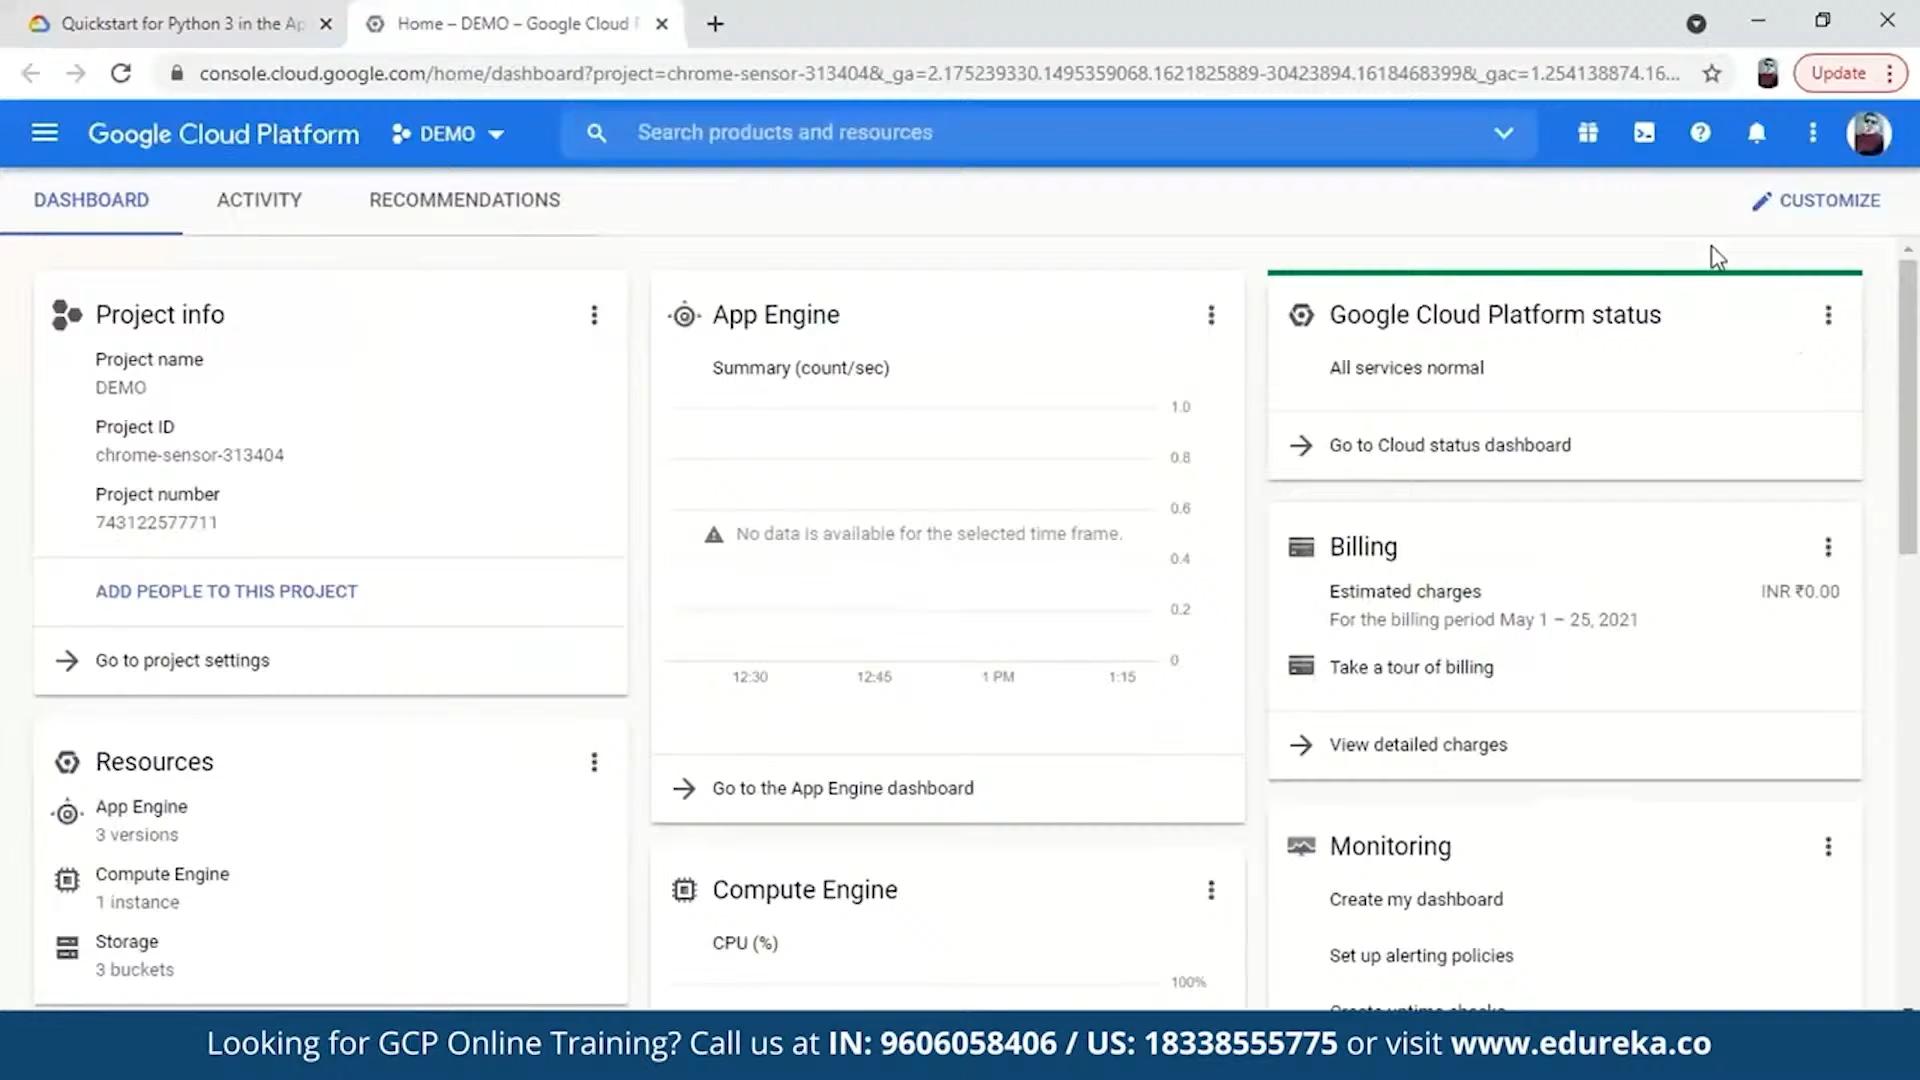 Quickstart for Python 3 in the Ap
Home – DEMO – Google Cloud
console.cloud.google.com/home/dashboard?project=chrome-sensor-313404&_ga=2.175239330.1495359068.1621825889-30423894.1618468399&_gac=1.254138874.16...
Update
Google Cloud Platform
DEMO
Search products and resources
DASHBOARD
ACTIVITY
RECOMMENDATIONS
CUSTOMIZE
Project info
Project name
DEMO
Project ID
chrome-sensor-313404
Project number
743122577711
ADD PEOPLE TO THIS PROJECT
Go to project settings
Resources
App Engine
3 versions
Compute Engine
1 instance
Storage
3 buckets
App Engine
Summary (count/sec)
1.0
0.8
0.6
No data is available for the selected time frame.
0.4
0.2
0
12:30 12:45 1 PM 1:15
Go to the App Engine dashboard
Compute Engine
CPU (%)
100%
Google Cloud Platform status
All services normal
Go to Cloud status dashboard
Billing
Estimated charges INR ₹0.00
For the billing period May 1 – 25, 2021
Take a tour of billing
View detailed charges
Monitoring
Create my dashboard
Set up alerting policies
Create uptime checks
Looking for GCP Online Training? Call us at IN: 9606058406 / US: 18338555775 or visit www.edureka.co